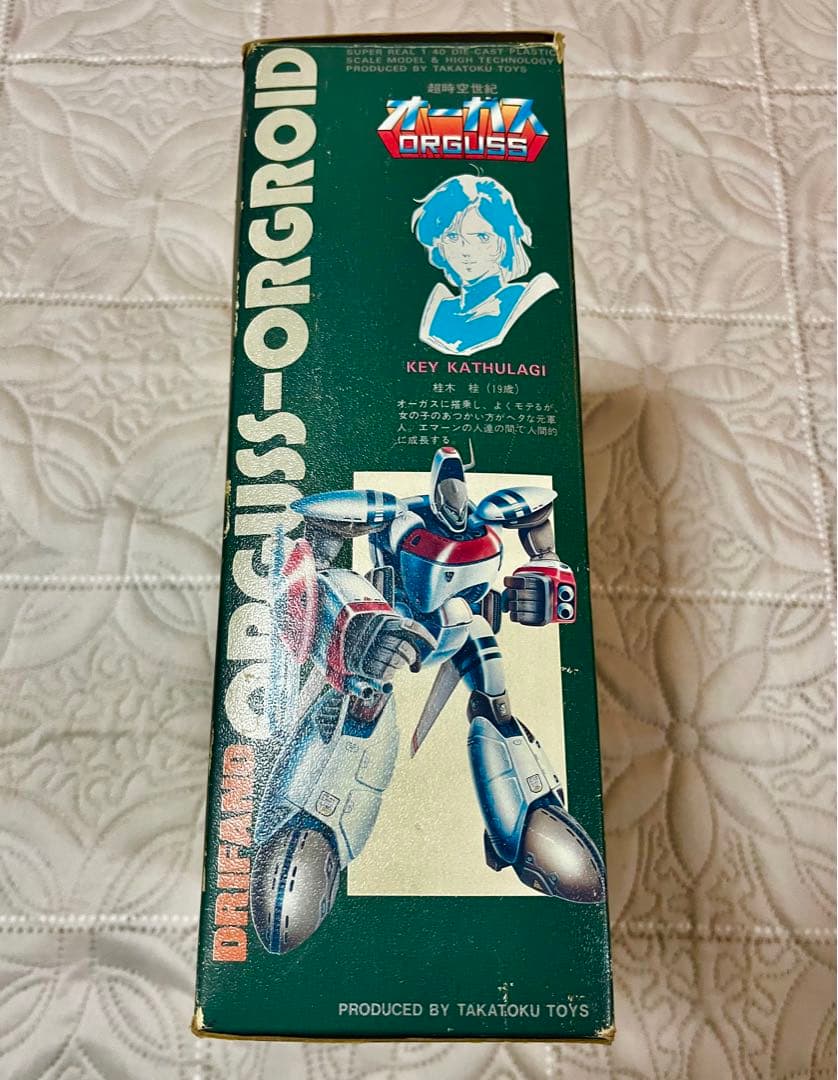 SUPER REAL 1/40 DIE-CAST PLASTIC
SCALE MODEL & HIGH TECHNOLOGY
PRODUCED BY TAKATOKU TOYS
超時空世紀
オーガス
ORGUSS
KEY KATHULAGI
桂木 桂(19歳)
オーガスに搭乗し、よくモテるが、
女の子のあつかい方がヘタな元軍
人。エマーンの人達の間で人間的
に成長する。
DRIFAND ORGUSS-ORGROID
PRODUCED BY TAKATOKU TOYS